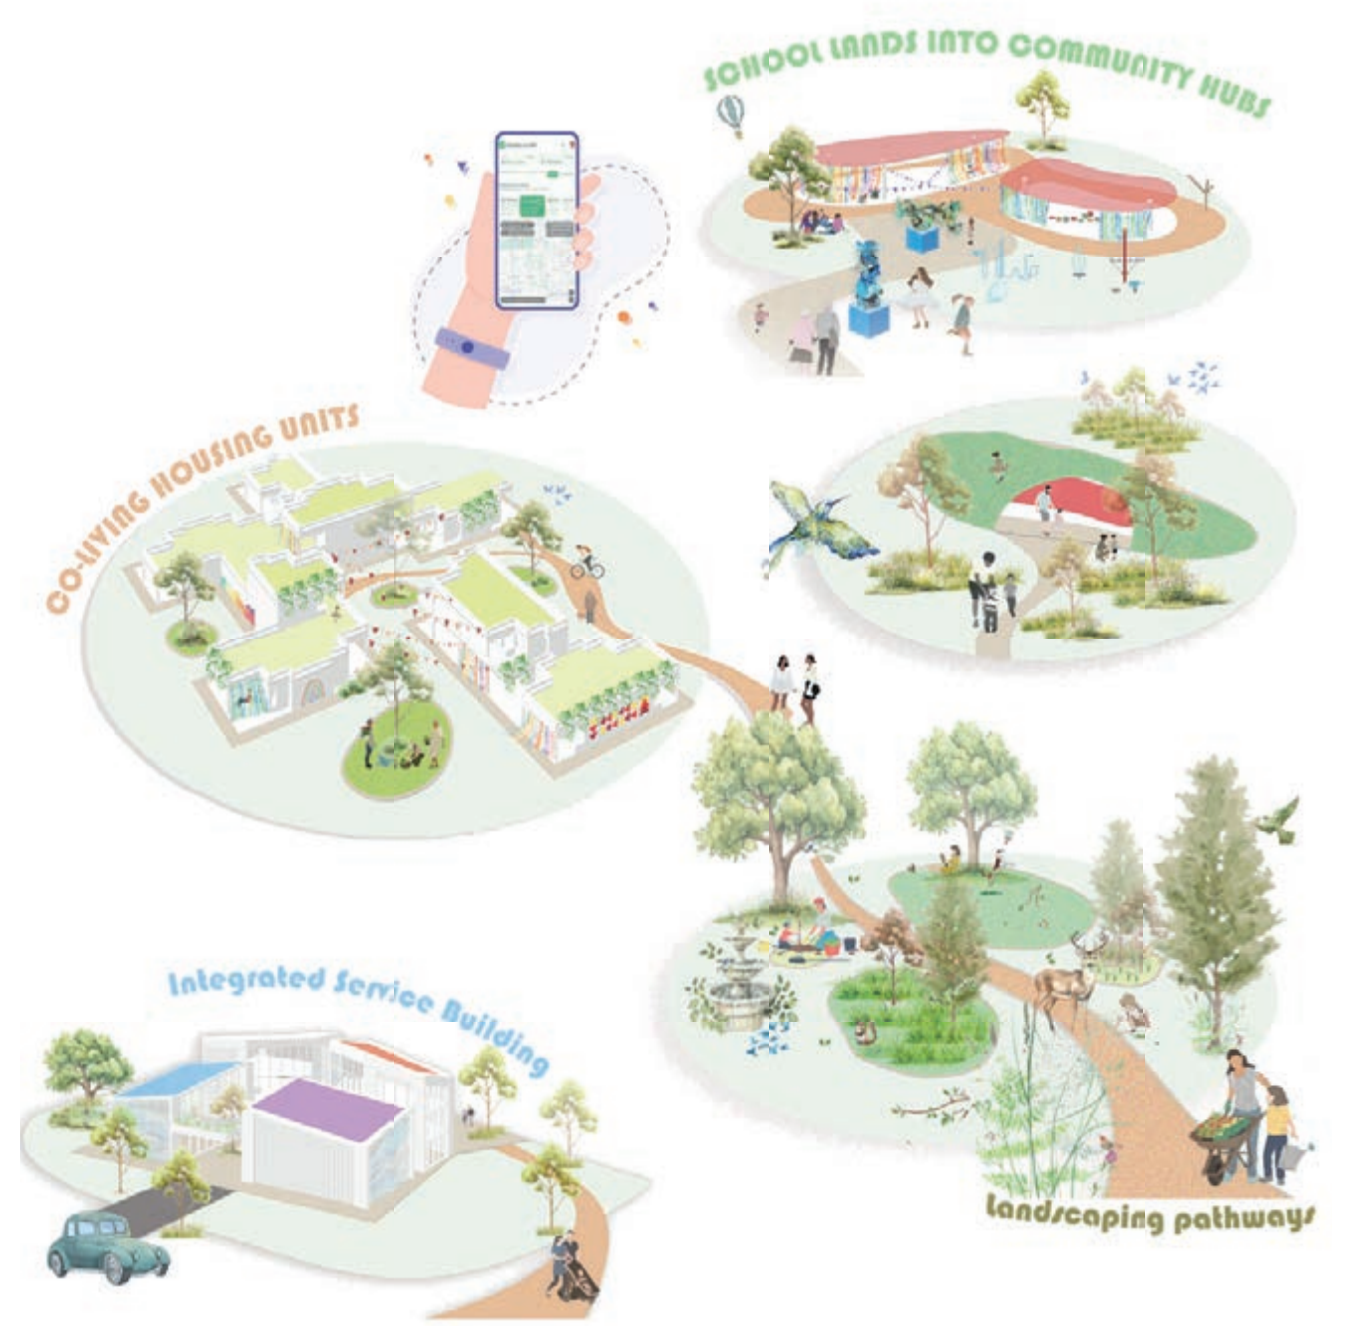 SCHOOL LANDS INTO COMMUNITY HUBS
CO-LIVING HOUSING UNITS
Integrated Service Building
Landscaping pathways